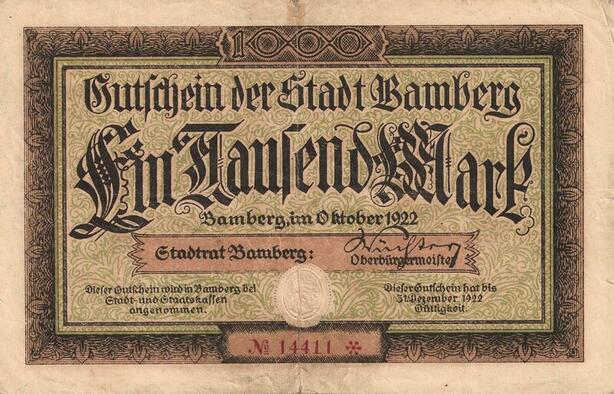 1000
Gutschein der Stadt Bamberg
Ein Tausend Mark
Bamberg, im Oktober 1922
Stadtrat Bamberg:
Oberbürgermeister
Dieser Gutschein wird in Bamberg bei
Stadt- und Staatskassen
angenommen.
Dieser Gutschein hat bis
31. Dezember 1922
Gültigkeit.
№ 14411 *